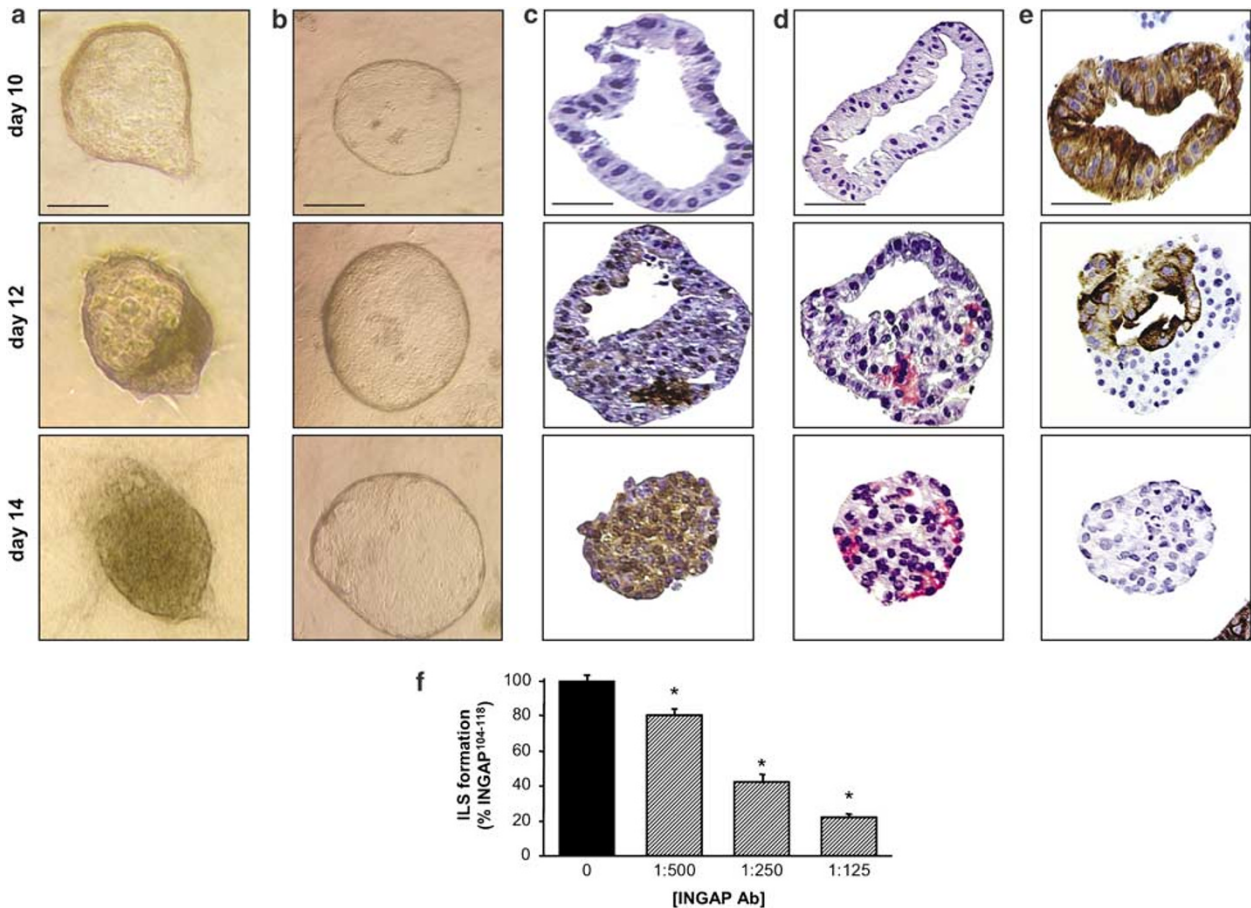 a b c d e
day 10
day 12
day 14
f
ILS formation
(% INGAP104-118)
100
80
60
40
20
0
* * *
0 1:500 1:250 1:125
[INGAP Ab]